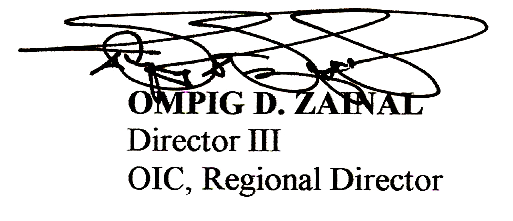 OMPIG D. ZAINAL
Director III
OIC, Regional Director